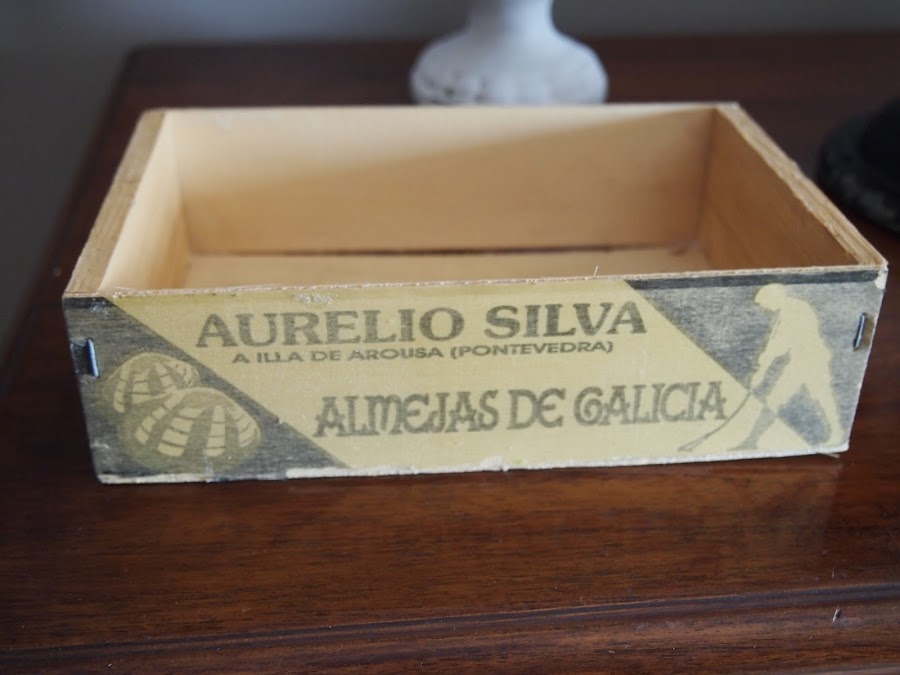 AURELIO SILVA
A ILLA DE AROUSA (PONTEVEDRA)
ALMEJAS DE GALICIA